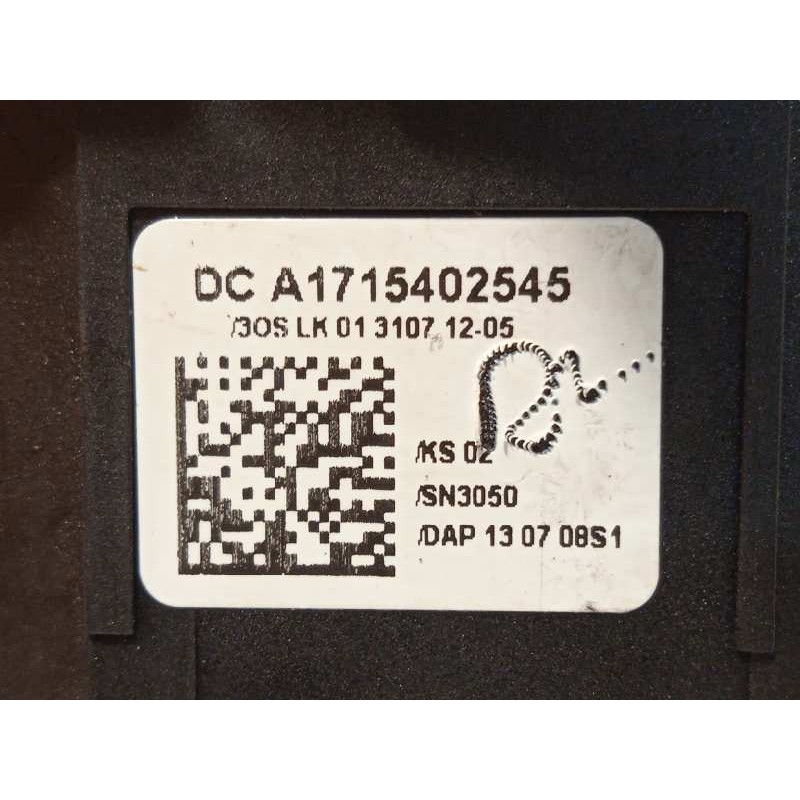 DC A1715402545
/3OS LK 01 3107 12-05
/KS 02
/SN3050
/DAP 13 07 08S1